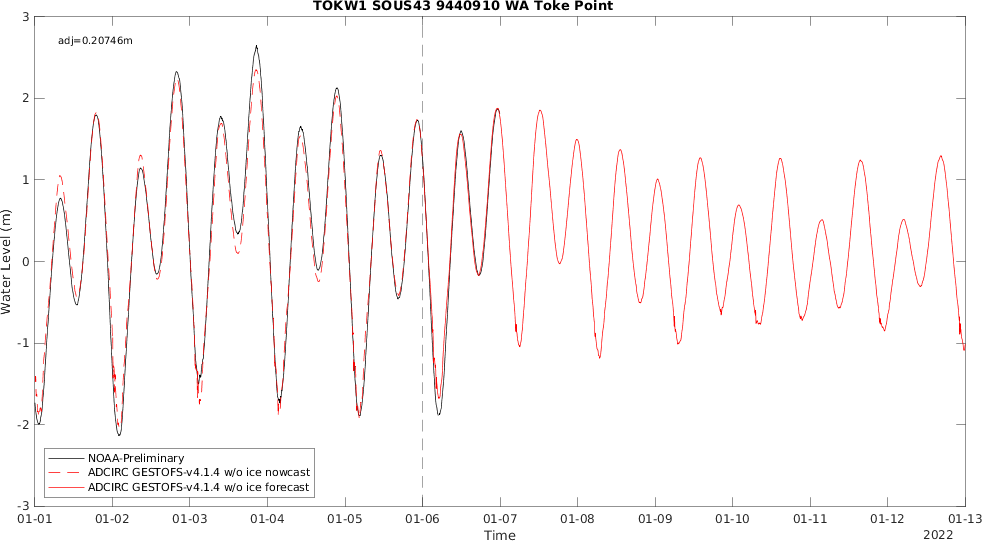 TOKW1 SOUS43 9440910 WA Toke Point
adj=0.20746m
3
2
1
0
-1
-2
-3
Water Level (m)
NOAA-Preliminary
ADCIRC GESTOFS-v4.1.4 w/o ice nowcast
ADCIRC GESTOFS-v4.1.4 w/o ice forecast
01-01 01-02 01-03 01-04 01-05 01-06 01-07 01-08 01-09 01-10 01-11 01-12 01-13
Time
2022